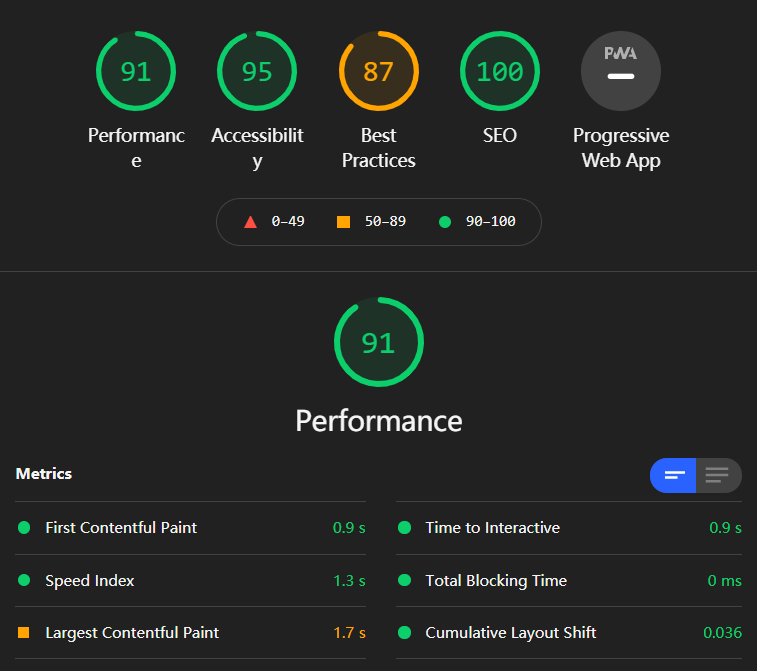 91 95 87 100 PWA
Performanc Accessibilit Best SEO Progressive
e y Practices Web App
0–49 50–89 90–100
91
Performance
Metrics
First Contentful Paint 0.9 s Time to Interactive 0.9 s
Speed Index 1.3 s Total Blocking Time 0 ms
Largest Contentful Paint 1.7 s Cumulative Layout Shift 0.036